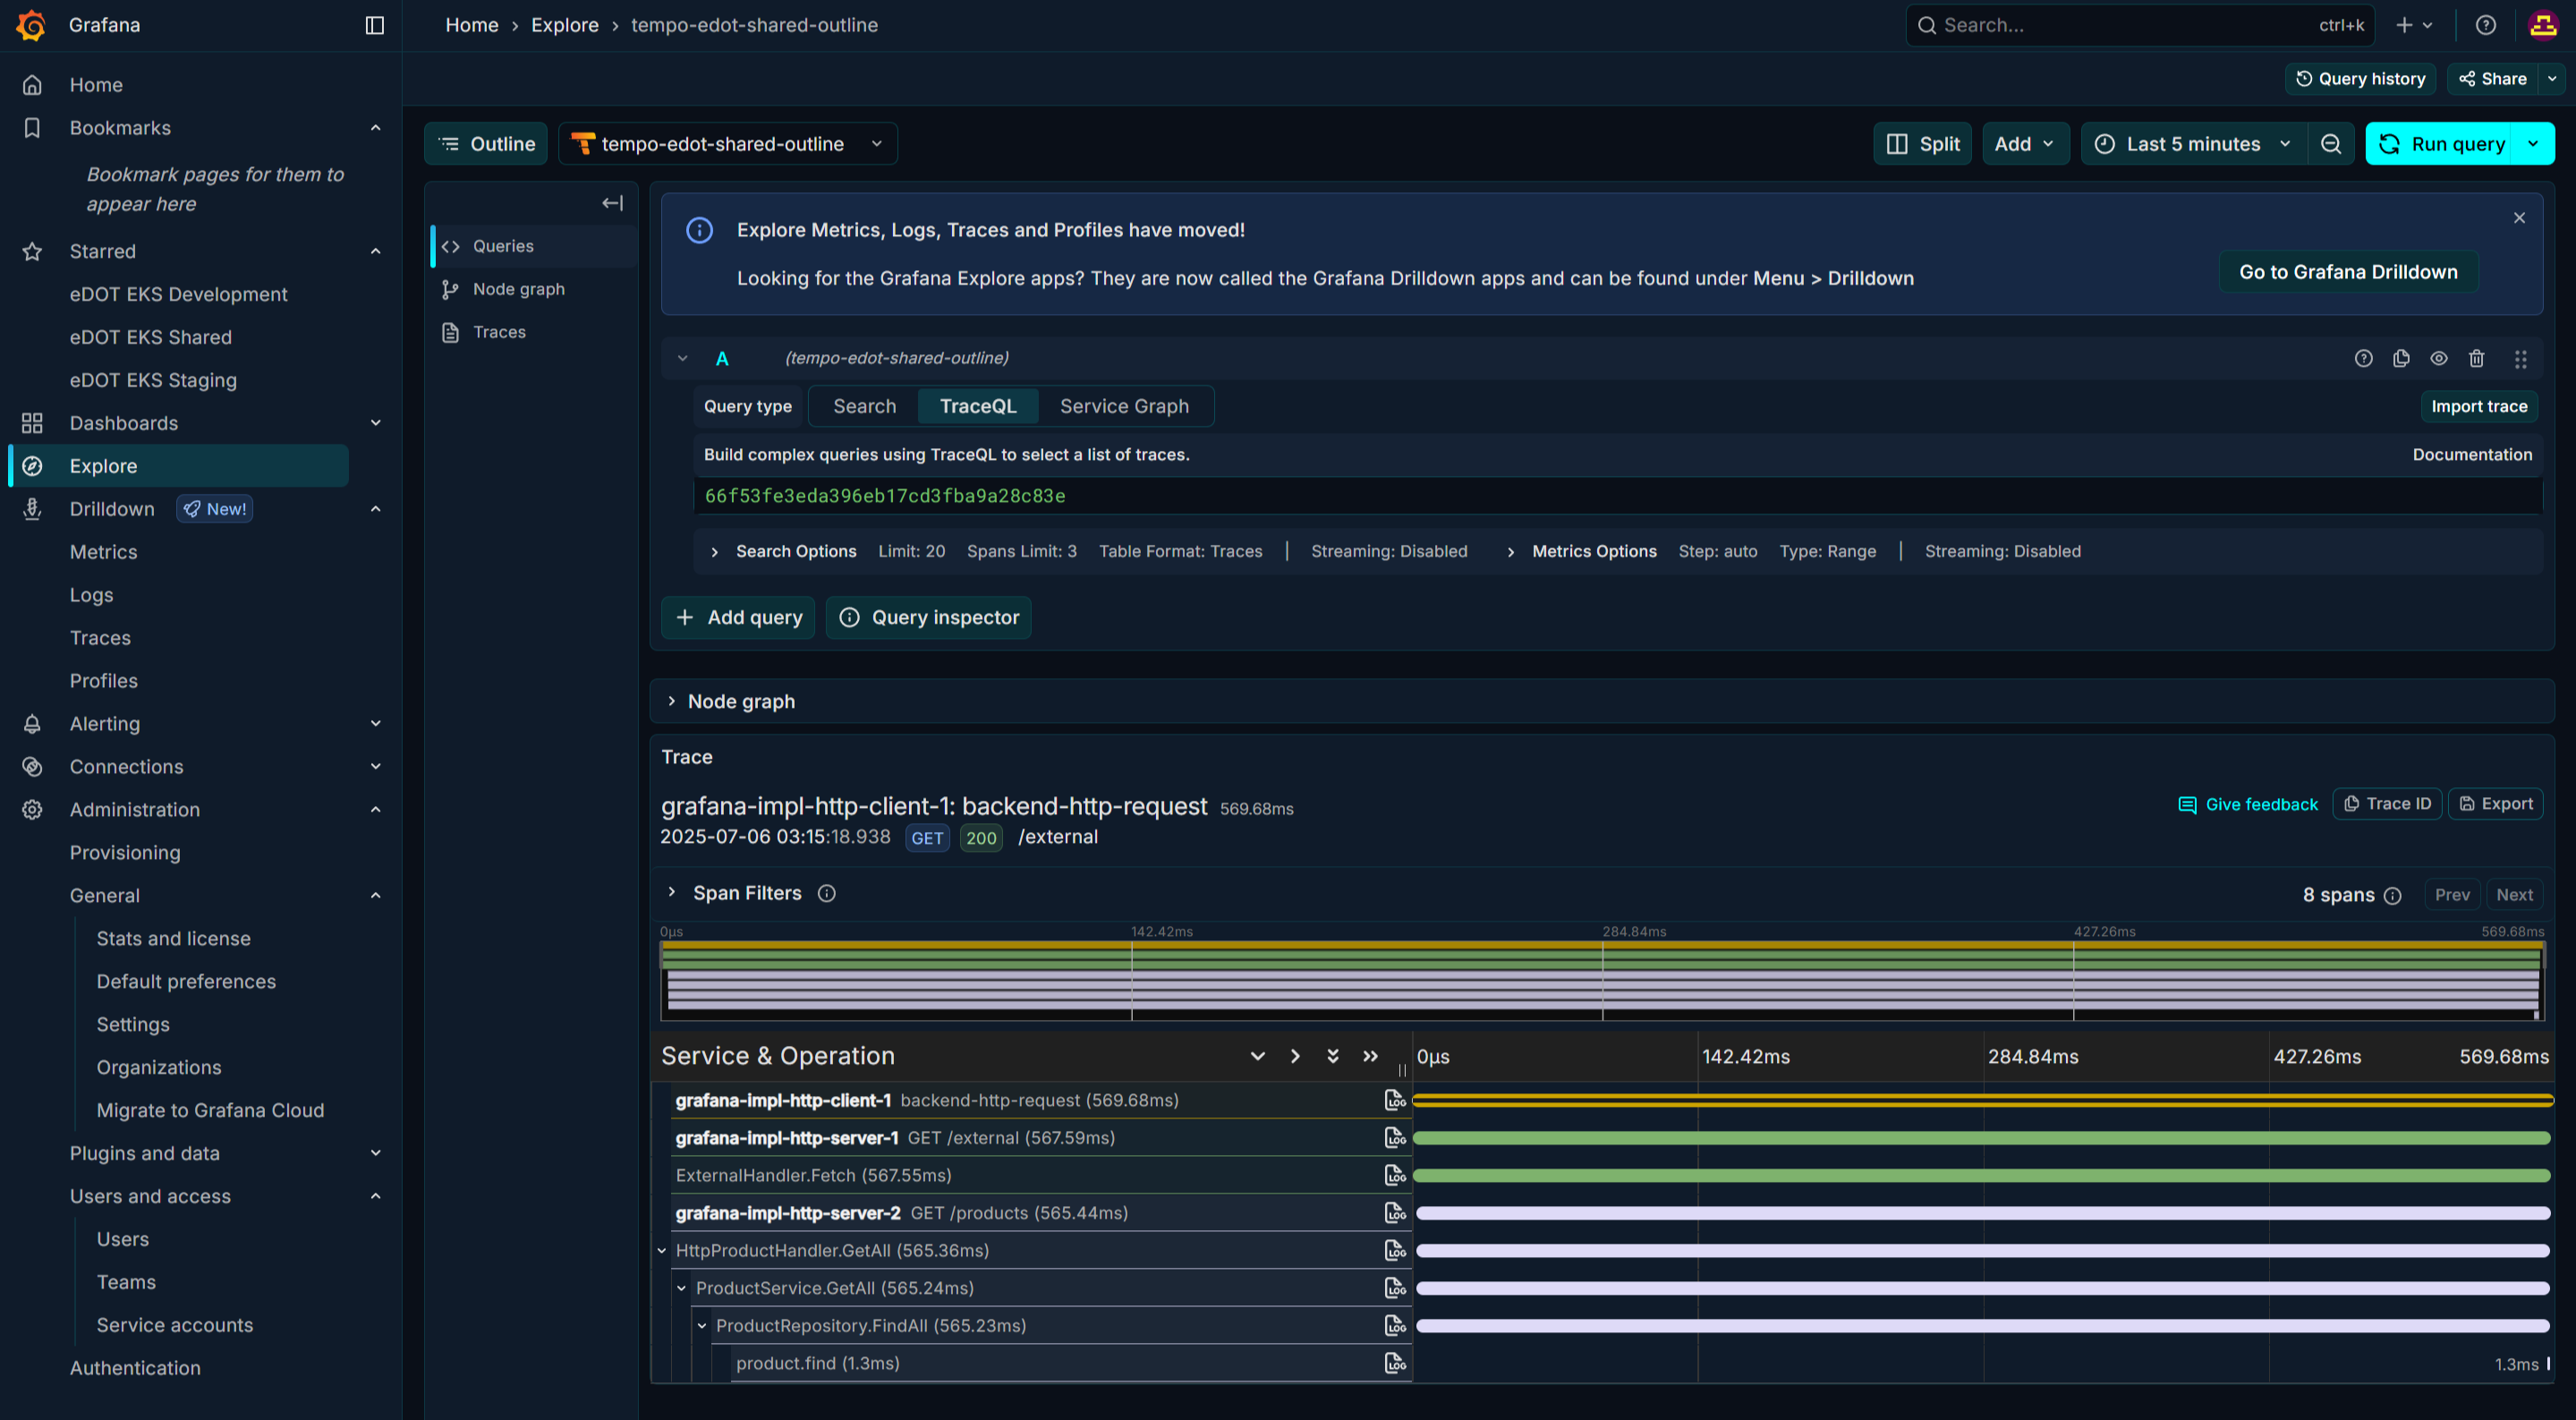 Grafana
Home > Explore > tempo-edot-shared-outline
Search...
ctrl+k
Query history
Share
Home
Bookmarks
Bookmark pages for them to
appear here
Starred
eDOT EKS Development
eDOT EKS Shared
eDOT EKS Staging
Dashboards
Explore
Drilldown
New!
Metrics
Logs
Traces
Profiles
Alerting
Connections
Administration
Provisioning
General
Stats and license
Default preferences
Settings
Organizations
Migrate to Grafana Cloud
Plugins and data
Users and access
Users
Teams
Service accounts
Authentication
Outline
tempo-edot-shared-outline
Split
Add
Last 5 minutes
Run query
Queries
Node graph
Traces
Explore Metrics, Logs, Traces and Profiles have moved!
Looking for the Grafana Explore apps? They are now called the Grafana Drilldown apps and can be found under Menu > Drilldown
Go to Grafana Drilldown
A
(tempo-edot-shared-outline)
Query type
Search
TraceQL
Service Graph
Import trace
Build complex queries using TraceQL to select a list of traces.
Documentation
66f53fe3eda396eb17cd3fba9a28c83e
Search Options Limit: 20 Spans Limit: 3 Table Format: Traces | Streaming: Disabled
Metrics Options Step: auto Type: Range | Streaming: Disabled
Add query
Query inspector
Node graph
Trace
grafana-impl-http-client-1: backend-http-request 569.68ms
Give feedback
Trace ID
Export
2025-07-06 03:15:18.938 GET 200 /external
Span Filters
8 spans
Prev
Next
0μs 142.42ms 284.84ms 427.26ms 569.68ms
Service & Operation
0μs 142.42ms 284.84ms 427.26ms 569.68ms
grafana-impl-http-client-1 backend-http-request (569.68ms)
LOG
grafana-impl-http-server-1 GET /external (567.59ms)
LOG
ExternalHandler.Fetch (567.55ms)
LOG
grafana-impl-http-server-2 GET /products (565.44ms)
LOG
HttpProductHandler.GetAll (565.36ms)
LOG
ProductService.GetAll (565.24ms)
LOG
ProductRepository.FindAll (565.23ms)
LOG
product.find (1.3ms)
LOG
1.3ms